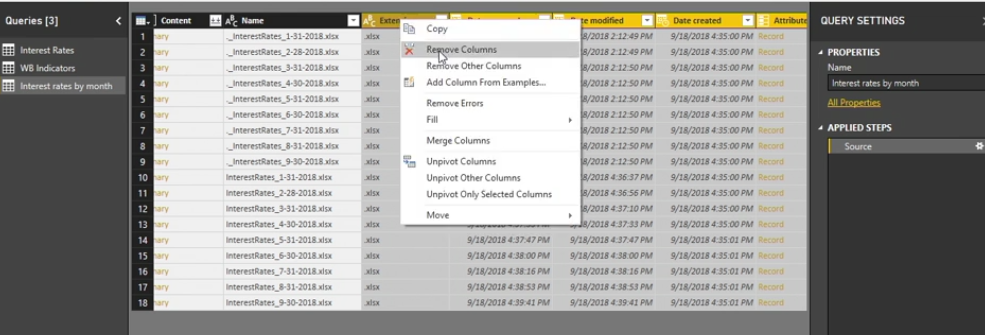 Queries [3]
Interest Rates
WB Indicators
Interest rates by month
Content ABC Name ABC Date modified Date created Attribute
1 nary ._InterestRates_1-31-2018.xlsx .xlsx /18/2018 2:12:49 PM 9/18/2018 4:35:00 PM Record
2 nary ._InterestRates_2-28-2018.xlsx .xlsx /18/2018 2:12:49 PM 9/18/2018 4:35:00 PM Record
3 nary ._InterestRates_3-31-2018.xlsx .xlsx /18/2018 2:12:50 PM 9/18/2018 4:35:00 PM Record
4 nary ._InterestRates_4-30-2018.xlsx .xlsx /18/2018 2:12:50 PM 9/18/2018 4:35:00 PM Record
5 nary ._InterestRates_5-31-2018.xlsx .xlsx /18/2018 2:12:50 PM 9/18/2018 4:35:00 PM Record
6 nary ._InterestRates_6-30-2018.xlsx .xlsx /18/2018 2:12:50 PM 9/18/2018 4:35:00 PM Record
7 nary ._InterestRates_7-31-2018.xlsx .xlsx /18/2018 2:12:50 PM 9/18/2018 4:35:00 PM Record
8 nary ._InterestRates_8-31-2018.xlsx .xlsx /18/2018 2:12:50 PM 9/18/2018 4:35:00 PM Record
9 nary ._InterestRates_9-30-2018.xlsx .xlsx /18/2018 2:12:50 PM 9/18/2018 4:35:00 PM Record
10 nary InterestRates_1-31-2018.xlsx .xlsx /18/2018 4:36:37 PM 9/18/2018 4:35:00 PM Record
11 nary InterestRates_2-28-2018.xlsx .xlsx /18/2018 4:36:56 PM 9/18/2018 4:35:00 PM Record
12 nary InterestRates_3-31-2018.xlsx .xlsx /18/2018 4:37:10 PM 9/18/2018 4:35:00 PM Record
13 nary InterestRates_4-30-2018.xlsx .xlsx /18/2018 4:37:33 PM 9/18/2018 4:35:00 PM Record
14 nary InterestRates_5-31-2018.xlsx .xlsx 9/18/2018 4:37:47 PM 9/18/2018 4:37:47 PM 9/18/2018 4:35:01 PM Record
15 nary InterestRates_6-30-2018.xlsx .xlsx 9/18/2018 4:38:00 PM 9/18/2018 4:38:00 PM 9/18/2018 4:35:01 PM Record
16 nary InterestRates_7-31-2018.xlsx .xlsx 9/18/2018 4:38:16 PM 9/18/2018 4:38:16 PM 9/18/2018 4:35:01 PM Record
17 nary InterestRates_8-31-2018.xlsx .xlsx 9/18/2018 4:38:53 PM 9/18/2018 4:38:53 PM 9/18/2018 4:35:01 PM Record
18 nary InterestRates_9-30-2018.xlsx .xlsx 9/18/2018 4:39:41 PM 9/18/2018 4:39:41 PM 9/18/2018 4:35:01 PM Record
Copy
Remove Columns
Remove Other Columns
Add Column From Examples...
Remove Errors
Fill
Merge Columns
Unpivot Columns
Unpivot Other Columns
Unpivot Only Selected Columns
Move
QUERY SETTINGS
PROPERTIES
Name
Interest rates by month
All Properties
APPLIED STEPS
Source